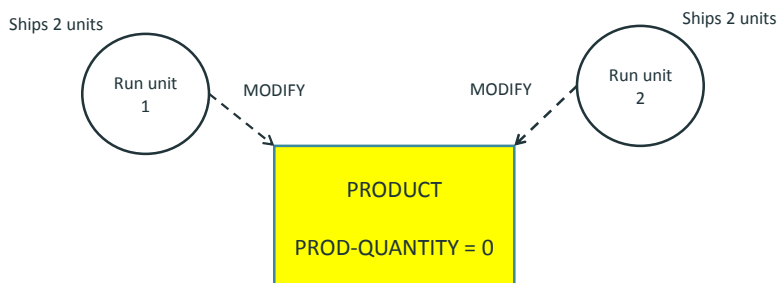 Ships 2 units
Ships 2 units
Run unit
1
MODIFY
MODIFY
Run unit
2
PRODUCT
PROD-QUANTITY = 0